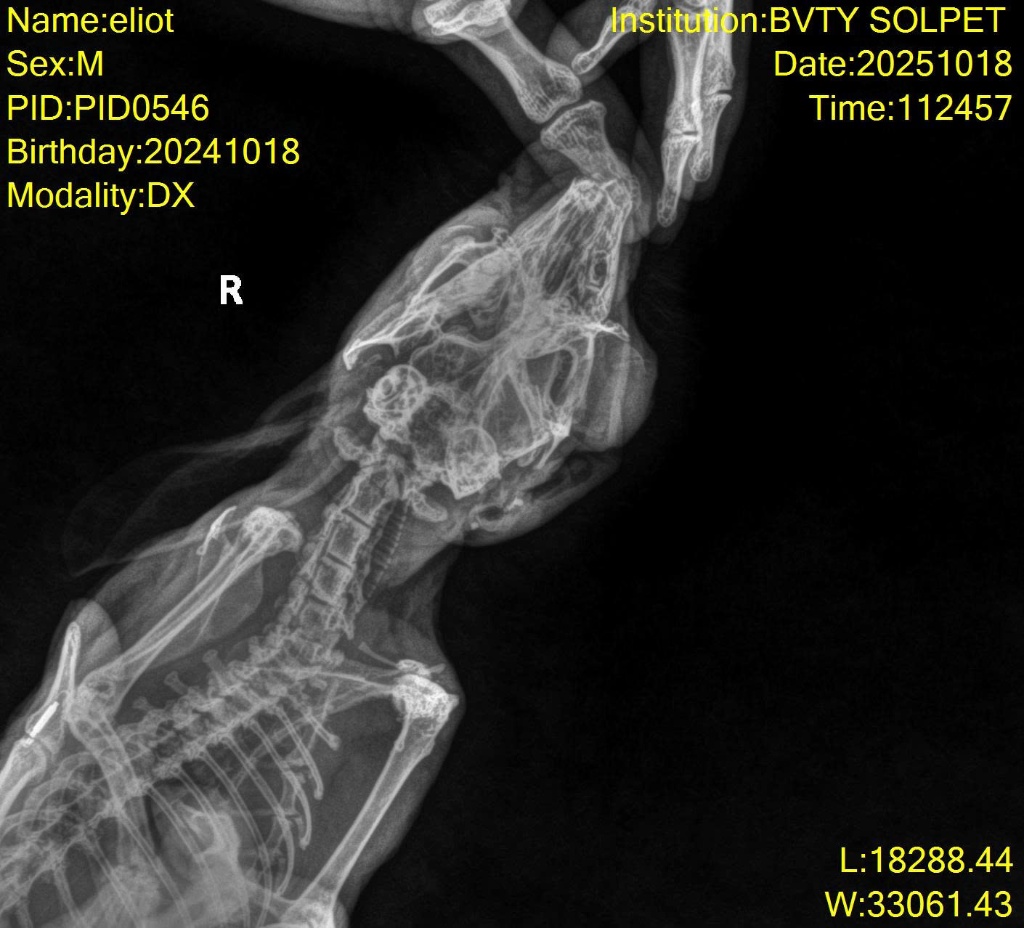 Name:eliot
Sex:M
PID:PID0546
Birthday:20241018
Modality:DX
Institution:BVTY SOLPET
Date:20251018
Time:112457
R
L:18288.44
W:33061.43